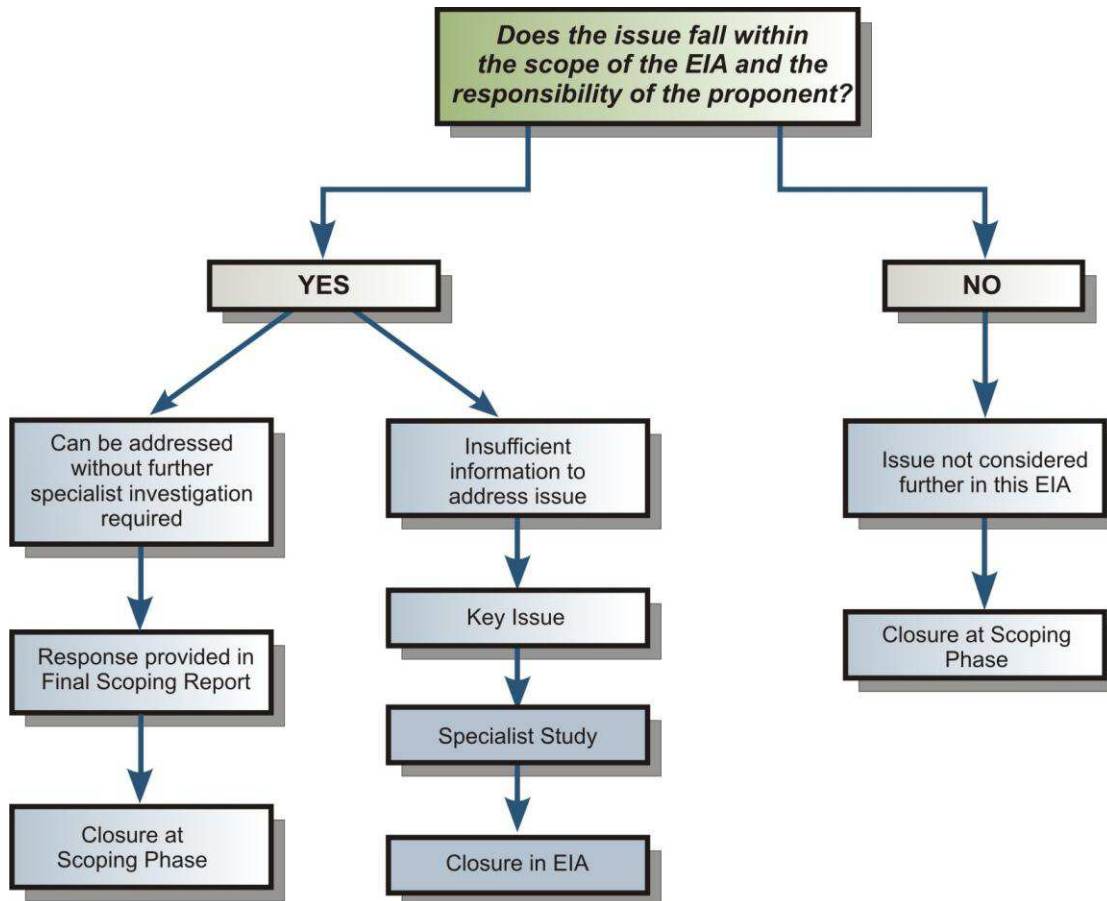 Does the issue fall within
the scope of the EIA and the
responsibility of the proponent?
YES
NO
Can be addressed
without further
specialist investigation
required
Insufficient
information to
address issue
Issue not considered
further in this EIA
Key Issue
Closure at Scoping
Phase
Response provided in
Final Scoping Report
Specialist Study
Closure at
Scoping Phase
Closure in EIA